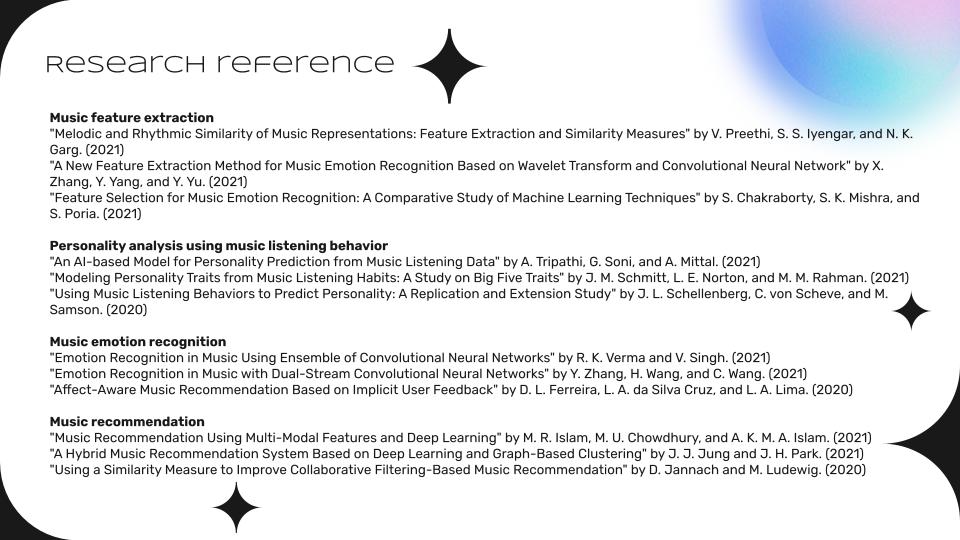 Research reference
Music feature extraction
"Melodic and Rhythmic Similarity of Music Representations: Feature Extraction and Similarity Measures" by V. Preethi, S. S. Iyengar, and N. K.
Garg. (2021)
"A New Feature Extraction Method for Music Emotion Recognition Based on Wavelet Transform and Convolutional Neural Network" by X.
Zhang, Y. Yang, and Y. Yu. (2021)
"Feature Selection for Music Emotion Recognition: A Comparative Study of Machine Learning Techniques" by S. Chakraborty, S. K. Mishra, and
S. Poria. (2021)
Personality analysis using music listening behavior
"An AI-based Model for Personality Prediction from Music Listening Data" by A. Tripathi, G. Soni, and A. Mittal. (2021)
"Modeling Personality Traits from Music Listening Habits: A Study on Big Five Traits" by J. M. Schmitt, L. E. Norton, and M. M. Rahman. (2021)
"Using Music Listening Behaviors to Predict Personality: A Replication and Extension Study" by J. L. Schellenberg, C. von Scheve, and M.
Samson. (2020)
Music emotion recognition
"Emotion Recognition in Music Using Ensemble of Convolutional Neural Networks" by R. K. Verma and V. Singh. (2021)
"Emotion Recognition in Music with Dual-Stream Convolutional Neural Networks" by Y. Zhang, H. Wang, and C. Wang. (2021)
"Affect-Aware Music Recommendation Based on Implicit User Feedback" by D. L. Ferreira, L. A. da Silva Cruz, and L. A. Lima. (2020)
Music recommendation
"Music Recommendation Using Multi-Modal Features and Deep Learning" by M. R. Islam, M. U. Chowdhury, and A. K. M. A. Islam. (2021)
"A Hybrid Music Recommendation System Based on Deep Learning and Graph-Based Clustering" by J. J. Jung and J. H. Park. (2021)
"Using a Similarity Measure to Improve Collaborative Filtering-Based Music Recommendation" by D. Jannach and M. Ludewig. (2020)